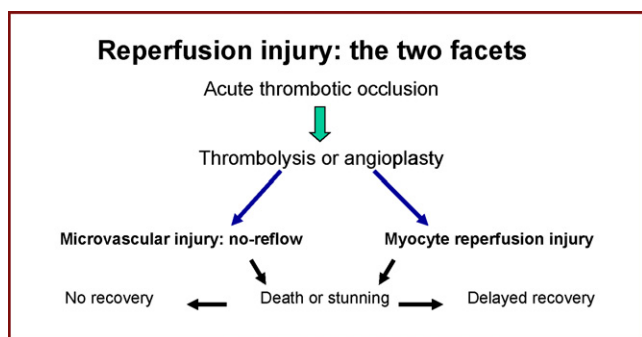 Reperfusion injury: the two facets
Acute thrombotic occlusion
Thrombolysis or angioplasty
Microvascular injury: no-reflow
Myocyte reperfusion injury
No recovery
Death or stunning
Delayed recovery